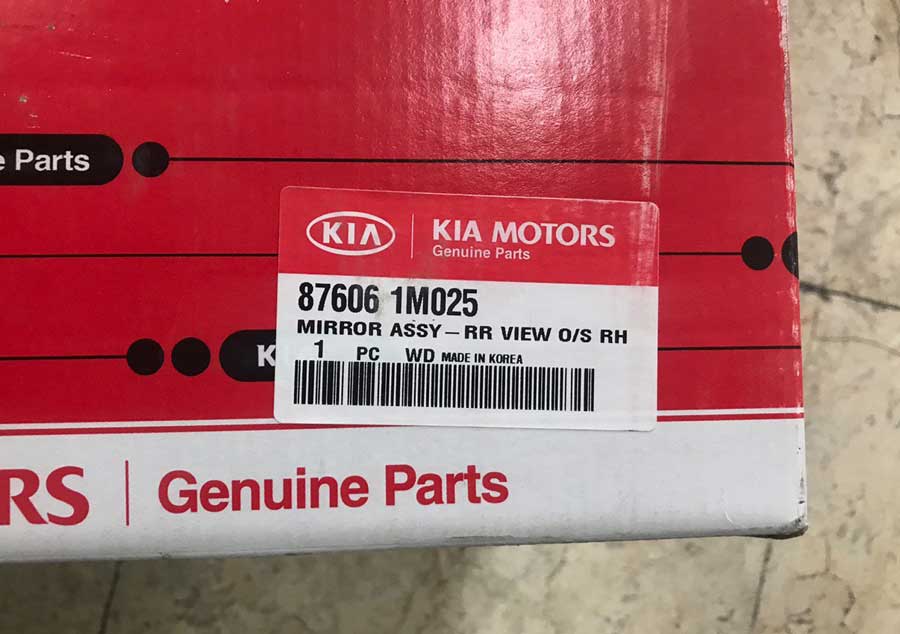 Parts
KIA | KIA MOTORS
Genuine Parts
87606 1M025
MIRROR ASSY-RR VIEW O/S RH
1 PC WD MADE IN KOREA
K
RS | Genuine Parts